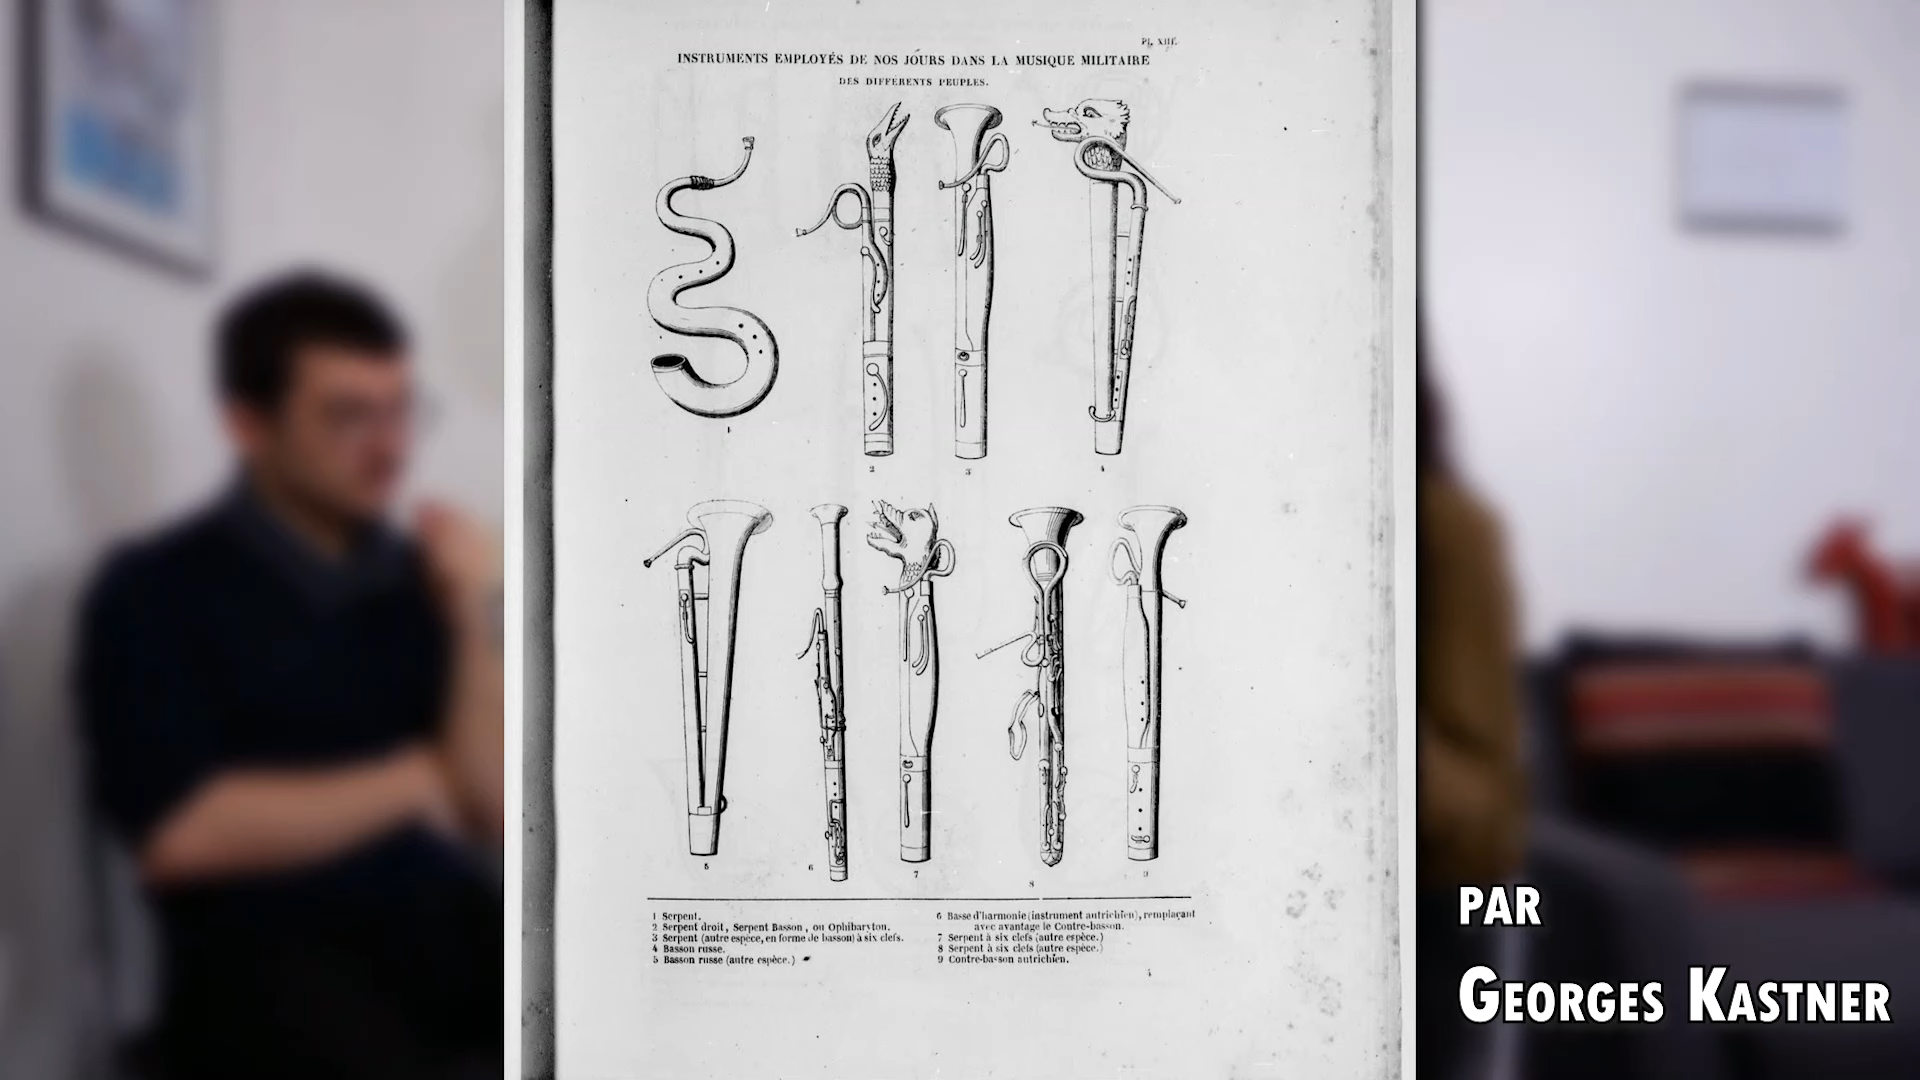 Pl. XIII.
INSTRUMENTS EMPLOYÉS DE NOS JOURS DANS LA MUSIQUE MILITAIRE
DES DIFFÉRENTS PEUPLES.
1
2
3
4
5
6
7
8
9
1 Serpent.
2 Serpent droit, Serpent Basson, ou Ophibaryton.
3 Serpent (autre espèce, en forme de basson) à six clefs.
4 Basson russe.
5 Basson russe (autre espèce.)
6 Basse d'harmonie (instrument autrichien), remplaçant
avec avantage le Contre-basson.
7 Serpent à six clefs (autre espèce.)
8 Serpent à six clefs (autre espèce.)
9 Contre-basson autrichien.
PAR
GEORGES KASTNER